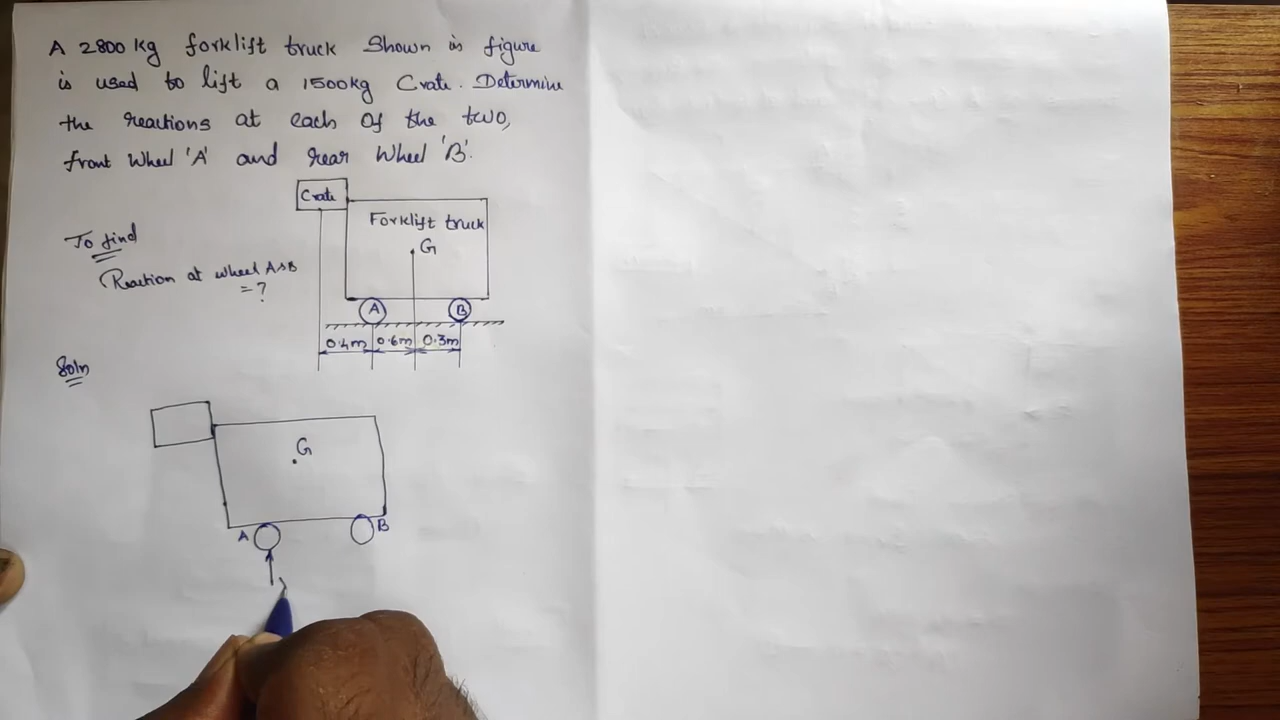 A 2800 kg forklift truck shown in figure
is used to lift a 1500kg Crate. Determine
the reactions at each of the two,
front wheel 'A' and rear wheel 'B'.
Crate
Forklift truck
G
To find
Reaction at wheel A & B
= ?
A
B
0.4m 0.6m 0.3m
Soln
G
A
B